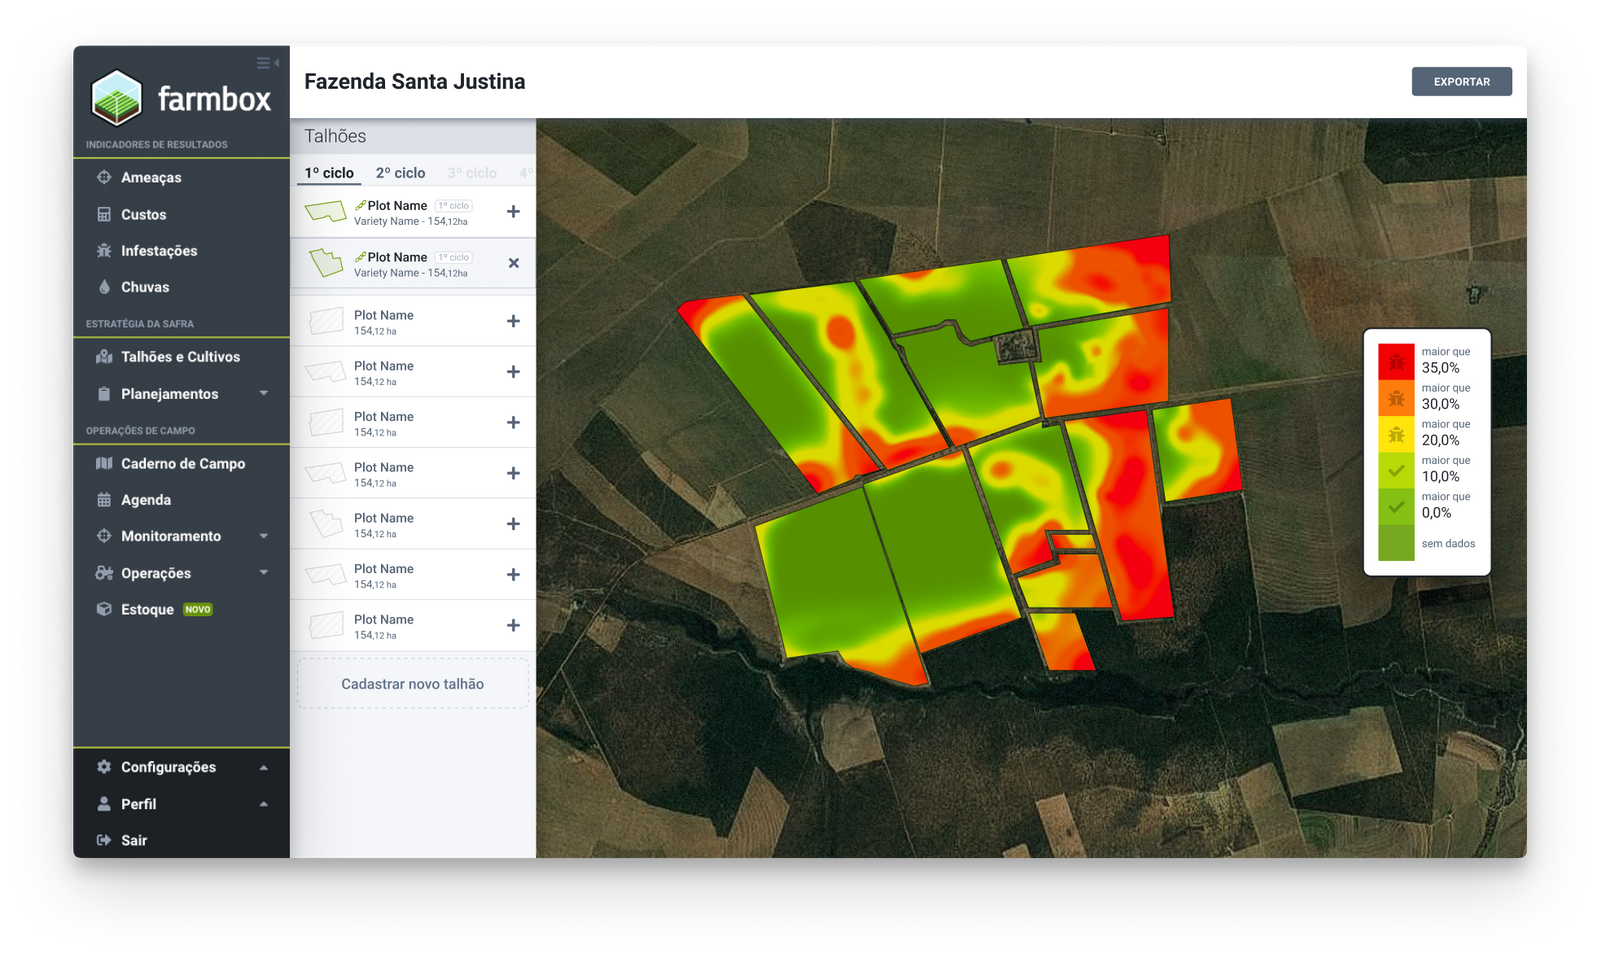 farmbox
INDICADORES DE RESULTADOS
Ameaças
Custos
Infestações
Chuvas
ESTRATÉGIA DA SAFRA
Talhões e Cultivos
Planejamentos
OPERAÇÕES DE CAMPO
Caderno de Campo
Agenda
Monitoramento
Operações
Estoque NOVO
Configurações
Perfil
Sair
Fazenda Santa Justina
EXPORTAR
Talhões
1º ciclo 2º ciclo 3º ciclo 4º
Plot Name 1º ciclo
Variety Name - 154,12ha
Plot Name 1º ciclo
Variety Name - 154,12ha
Plot Name
154,12 ha
Plot Name
154,12 ha
Plot Name
154,12 ha
Plot Name
154,12 ha
Plot Name
154,12 ha
Plot Name
154,12 ha
Plot Name
154,12 ha
Cadastrar novo talhão
maior que
35,0%
maior que
30,0%
maior que
20,0%
maior que
10,0%
maior que
0,0%
sem dados